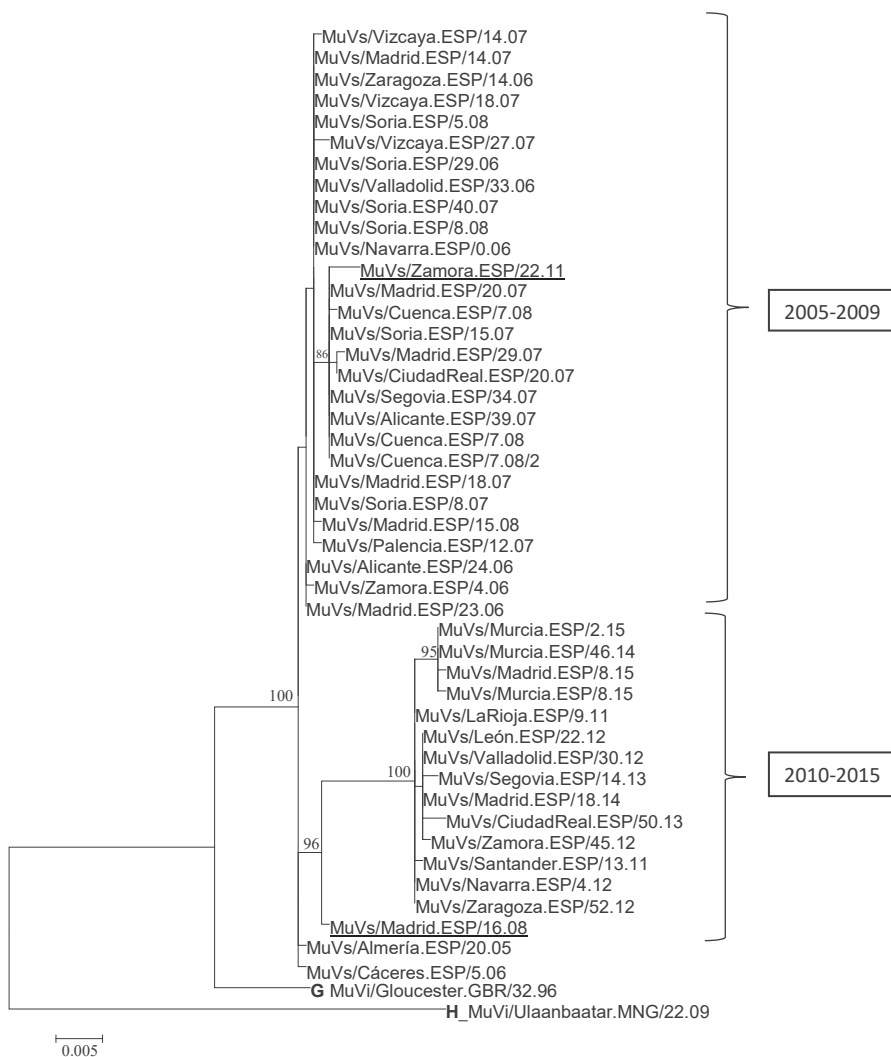 MuVs/Vizcaya.ESP/14.07
MuVs/Madrid.ESP/14.07
MuVs/Zaragoza.ESP/14.06
MuVs/Vizcaya.ESP/18.07
MuVs/Soria.ESP/5.08
MuVs/Vizcaya.ESP/27.07
MuVs/Soria.ESP/29.06
MuVs/Valladolid.ESP/33.06
MuVs/Soria.ESP/40.07
MuVs/Soria.ESP/8.08
MuVs/Navarra.ESP/0.06
MuVs/Zamora.ESP/22.11
MuVs/Madrid.ESP/20.07
MuVs/Cuenca.ESP/7.08
2005-2009
MuVs/Soria.ESP/15.07
86
MuVs/Madrid.ESP/29.07
MuVs/CiudadReal.ESP/20.07
MuVs/Segovia.ESP/34.07
MuVs/Alicante.ESP/39.07
MuVs/Cuenca.ESP/7.08
MuVs/Cuenca.ESP/7.08/2
MuVs/Madrid.ESP/18.07
MuVs/Soria.ESP/8.07
MuVs/Madrid.ESP/15.08
MuVs/Palencia.ESP/12.07
MuVs/Alicante.ESP/24.06
MuVs/Zamora.ESP/4.06
MuVs/Madrid.ESP/23.06
MuVs/Murcia.ESP/2.15
95
MuVs/Murcia.ESP/46.14
MuVs/Madrid.ESP/8.15
MuVs/Murcia.ESP/8.15
100
MuVs/LaRioja.ESP/9.11
MuVs/León.ESP/22.12
MuVs/Valladolid.ESP/30.12
100
MuVs/Segovia.ESP/14.13
2010-2015
MuVs/Madrid.ESP/18.14
MuVs/CiudadReal.ESP/50.13
96
MuVs/Zamora.ESP/45.12
MuVs/Santander.ESP/13.11
MuVs/Navarra.ESP/4.12
MuVs/Zaragoza.ESP/52.12
MuVs/Madrid.ESP/16.08
MuVs/Almería.ESP/20.05
MuVs/Cáceres.ESP/5.06
G MuVi/Gloucester.GBR/32.96
H_MuVi/Ulaanbaatar.MNG/22.09
0.005